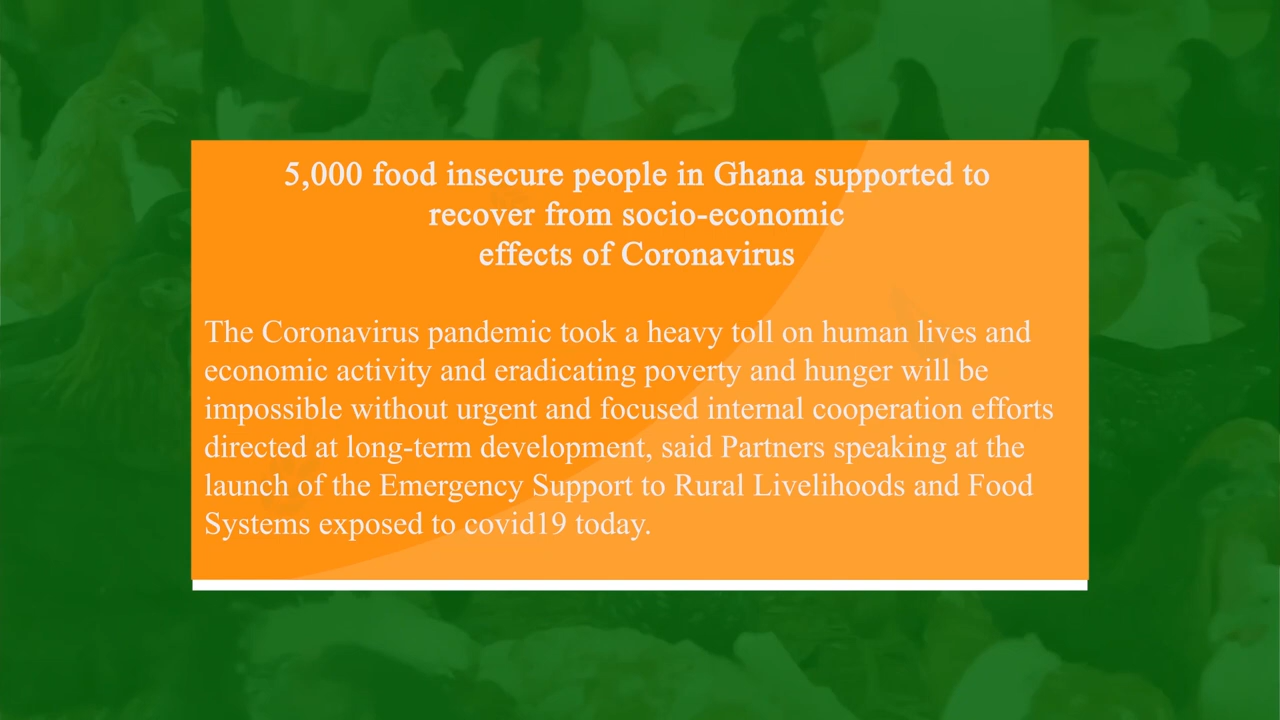 5,000 food insecure people in Ghana supported to
recover from socio-economic
effects of Coronavirus
The Coronavirus pandemic took a heavy toll on human lives and
economic activity and eradicating poverty and hunger will be
impossible without urgent and focused internal cooperation efforts
directed at long-term development, said Partners speaking at the
launch of the Emergency Support to Rural Livelihoods and Food
Systems exposed to covid19 today.